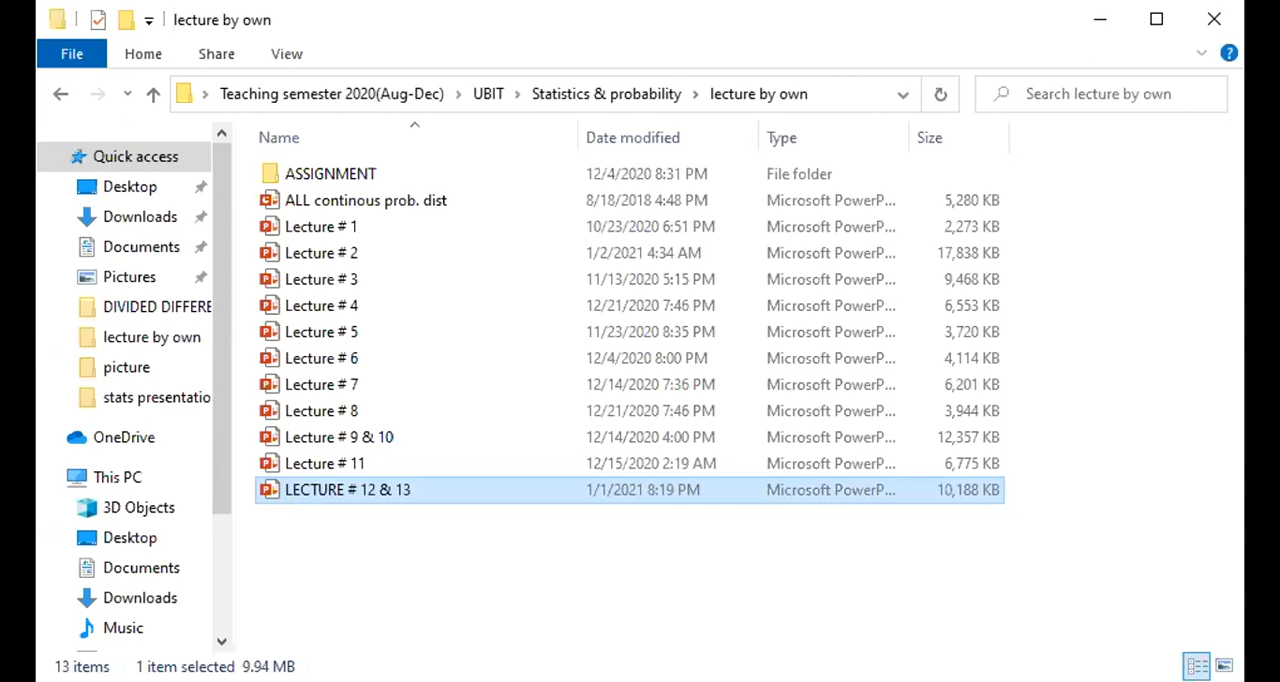 lecture by own
File Home Share View
Teaching semester 2020(Aug-Dec) UBIT Statistics & probability lecture by own Search lecture by own
Name Date modified Type Size
Quick access
Desktop
Downloads
Documents
Pictures
DIVIDED DIFFERE
lecture by own
picture
stats presentatio
OneDrive
This PC
3D Objects
Desktop
Documents
Downloads
Music
ASSIGNMENT 12/4/2020 8:31 PM File folder
ALL continous prob. dist 8/18/2018 4:48 PM Microsoft PowerP... 5,280 KB
Lecture # 1 10/23/2020 6:51 PM Microsoft PowerP... 2,273 KB
Lecture # 2 1/2/2021 4:34 AM Microsoft PowerP... 17,838 KB
Lecture # 3 11/13/2020 5:15 PM Microsoft PowerP... 9,468 KB
Lecture # 4 12/21/2020 7:46 PM Microsoft PowerP... 6,553 KB
Lecture # 5 11/23/2020 8:35 PM Microsoft PowerP... 3,720 KB
Lecture # 6 12/4/2020 8:00 PM Microsoft PowerP... 4,114 KB
Lecture # 7 12/14/2020 7:36 PM Microsoft PowerP... 6,201 KB
Lecture # 8 12/21/2020 7:46 PM Microsoft PowerP... 3,944 KB
Lecture # 9 & 10 12/14/2020 4:00 PM Microsoft PowerP... 12,357 KB
Lecture # 11 12/15/2020 2:19 AM Microsoft PowerP... 6,775 KB
LECTURE # 12 & 13 1/1/2021 8:19 PM Microsoft PowerP... 10,188 KB
13 items 1 item selected 9.94 MB